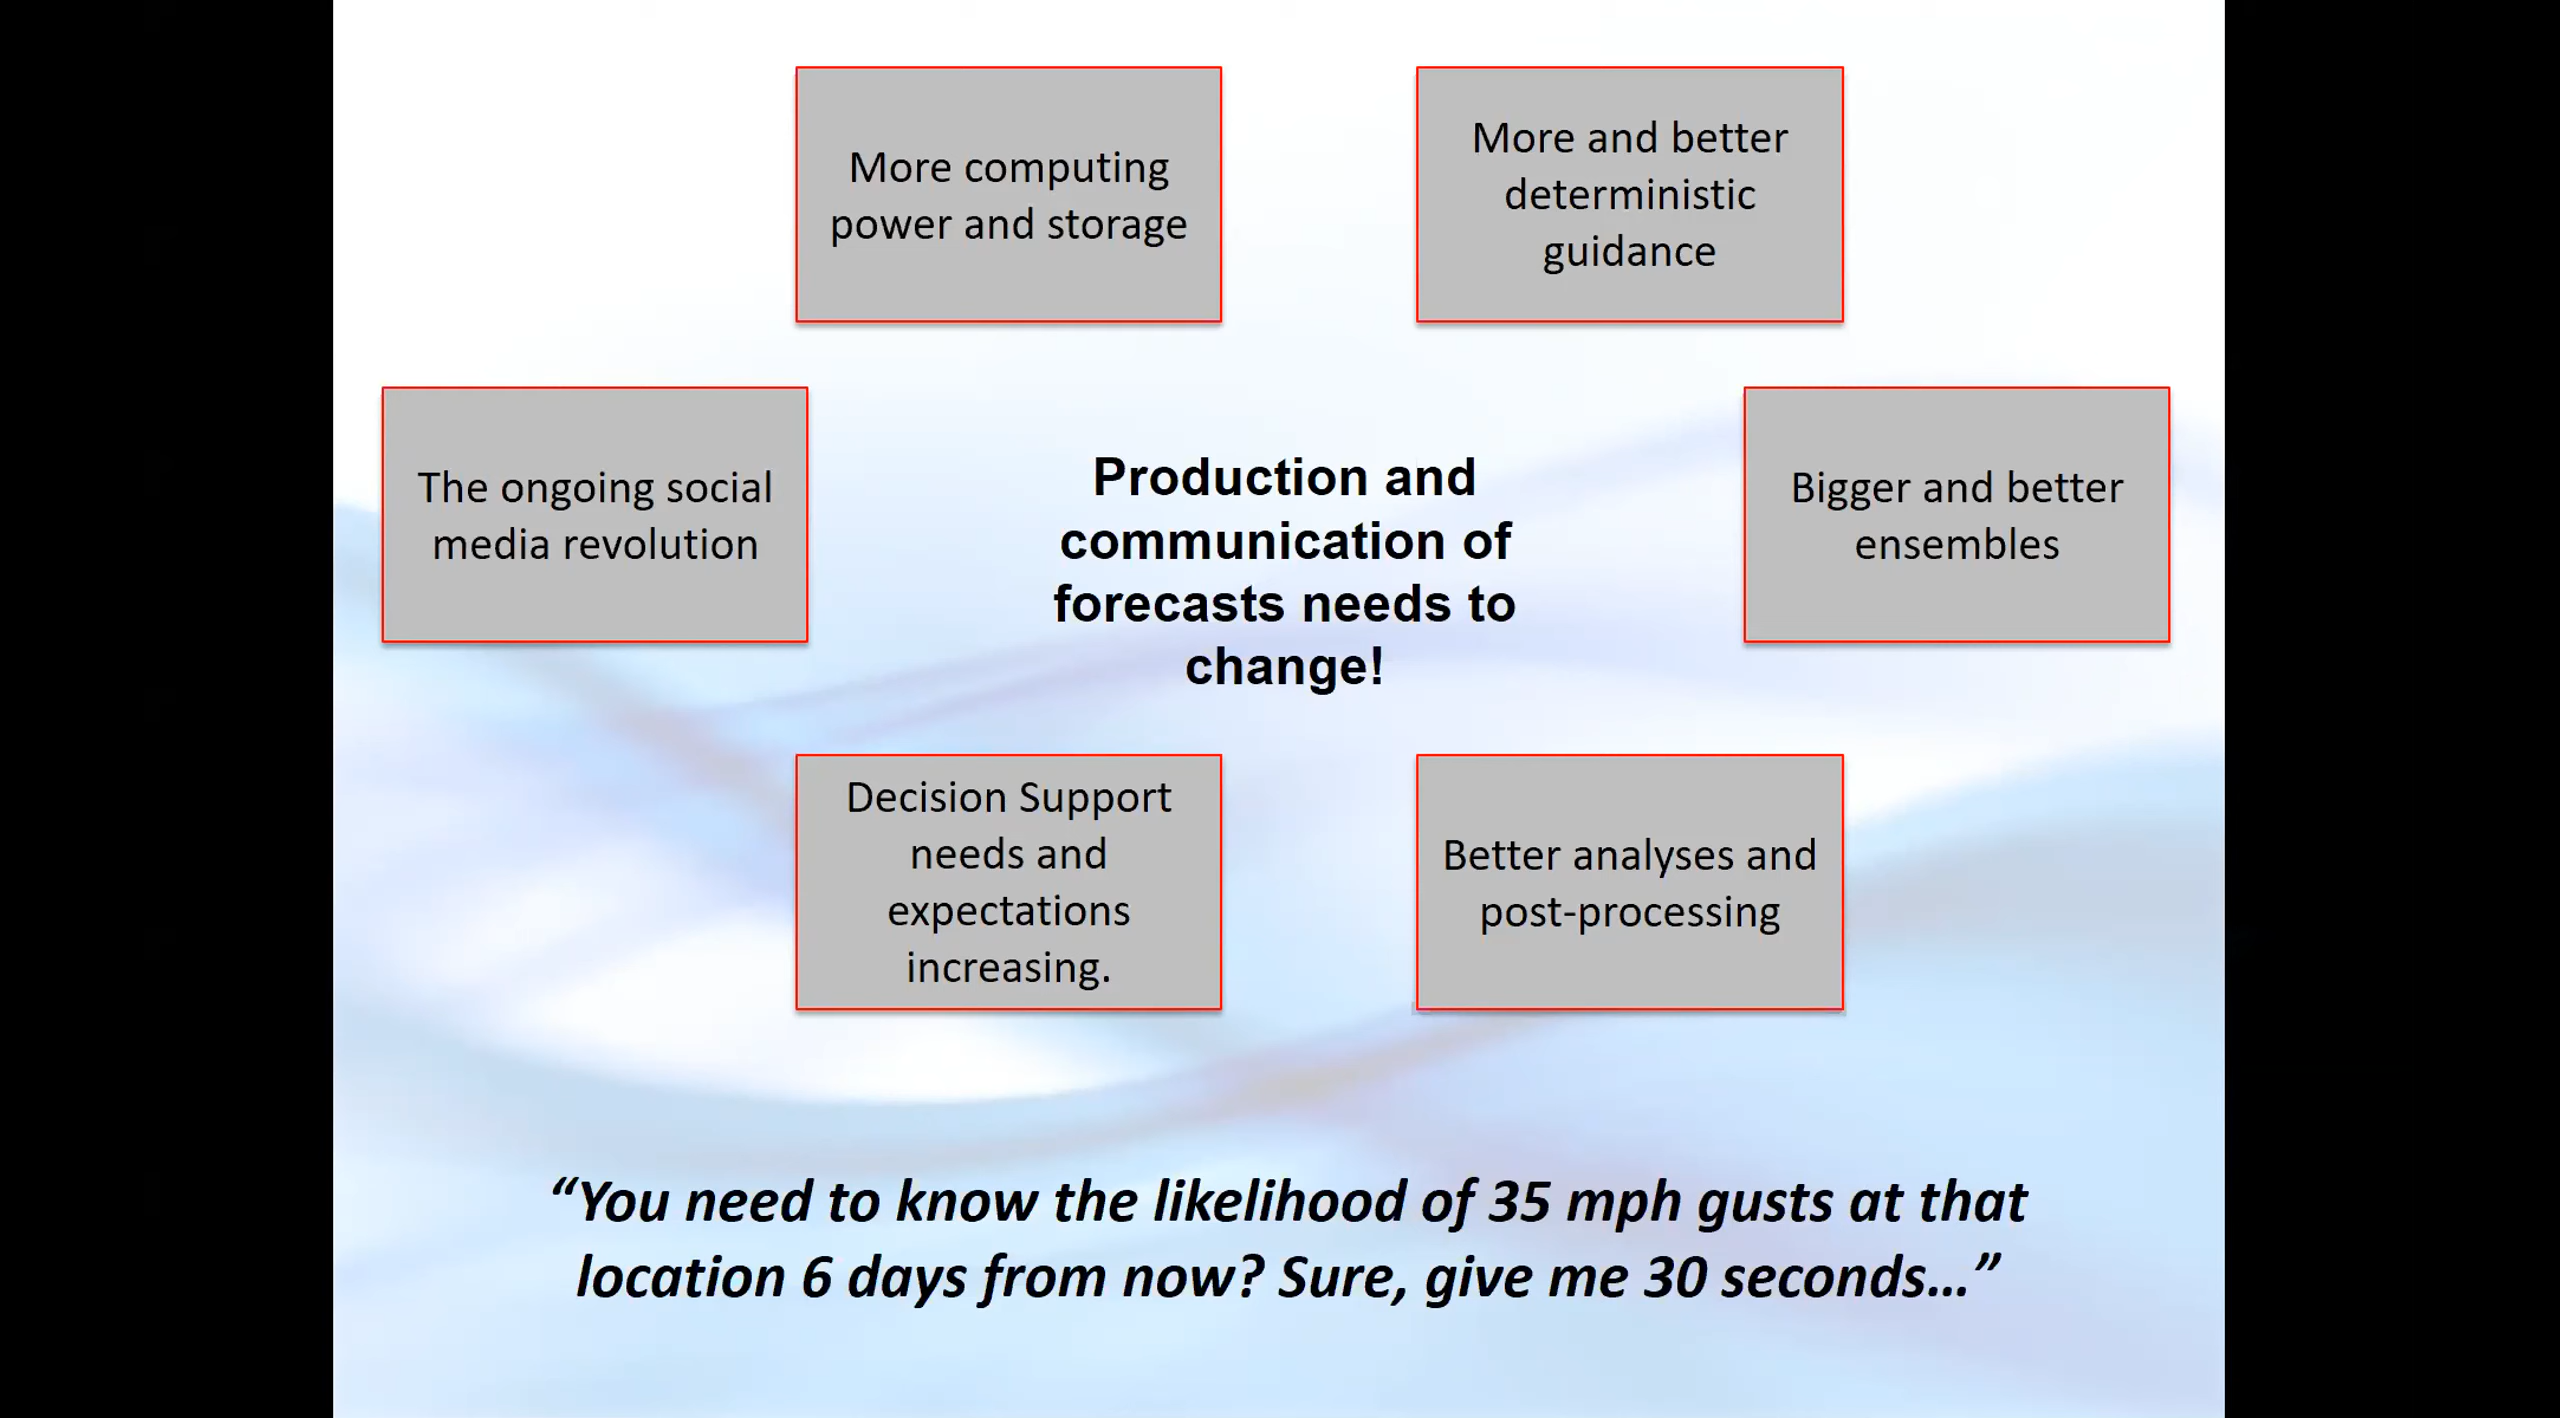 More computing
power and storage
More and better
deterministic
guidance
The ongoing social
media revolution
Production and
communication of
forecasts needs to
change!
Bigger and better
ensembles
Decision Support
needs and
expectations
increasing.
Better analyses and
post-processing
“You need to know the likelihood of 35 mph gusts at that
location 6 days from now? Sure, give me 30 seconds…”